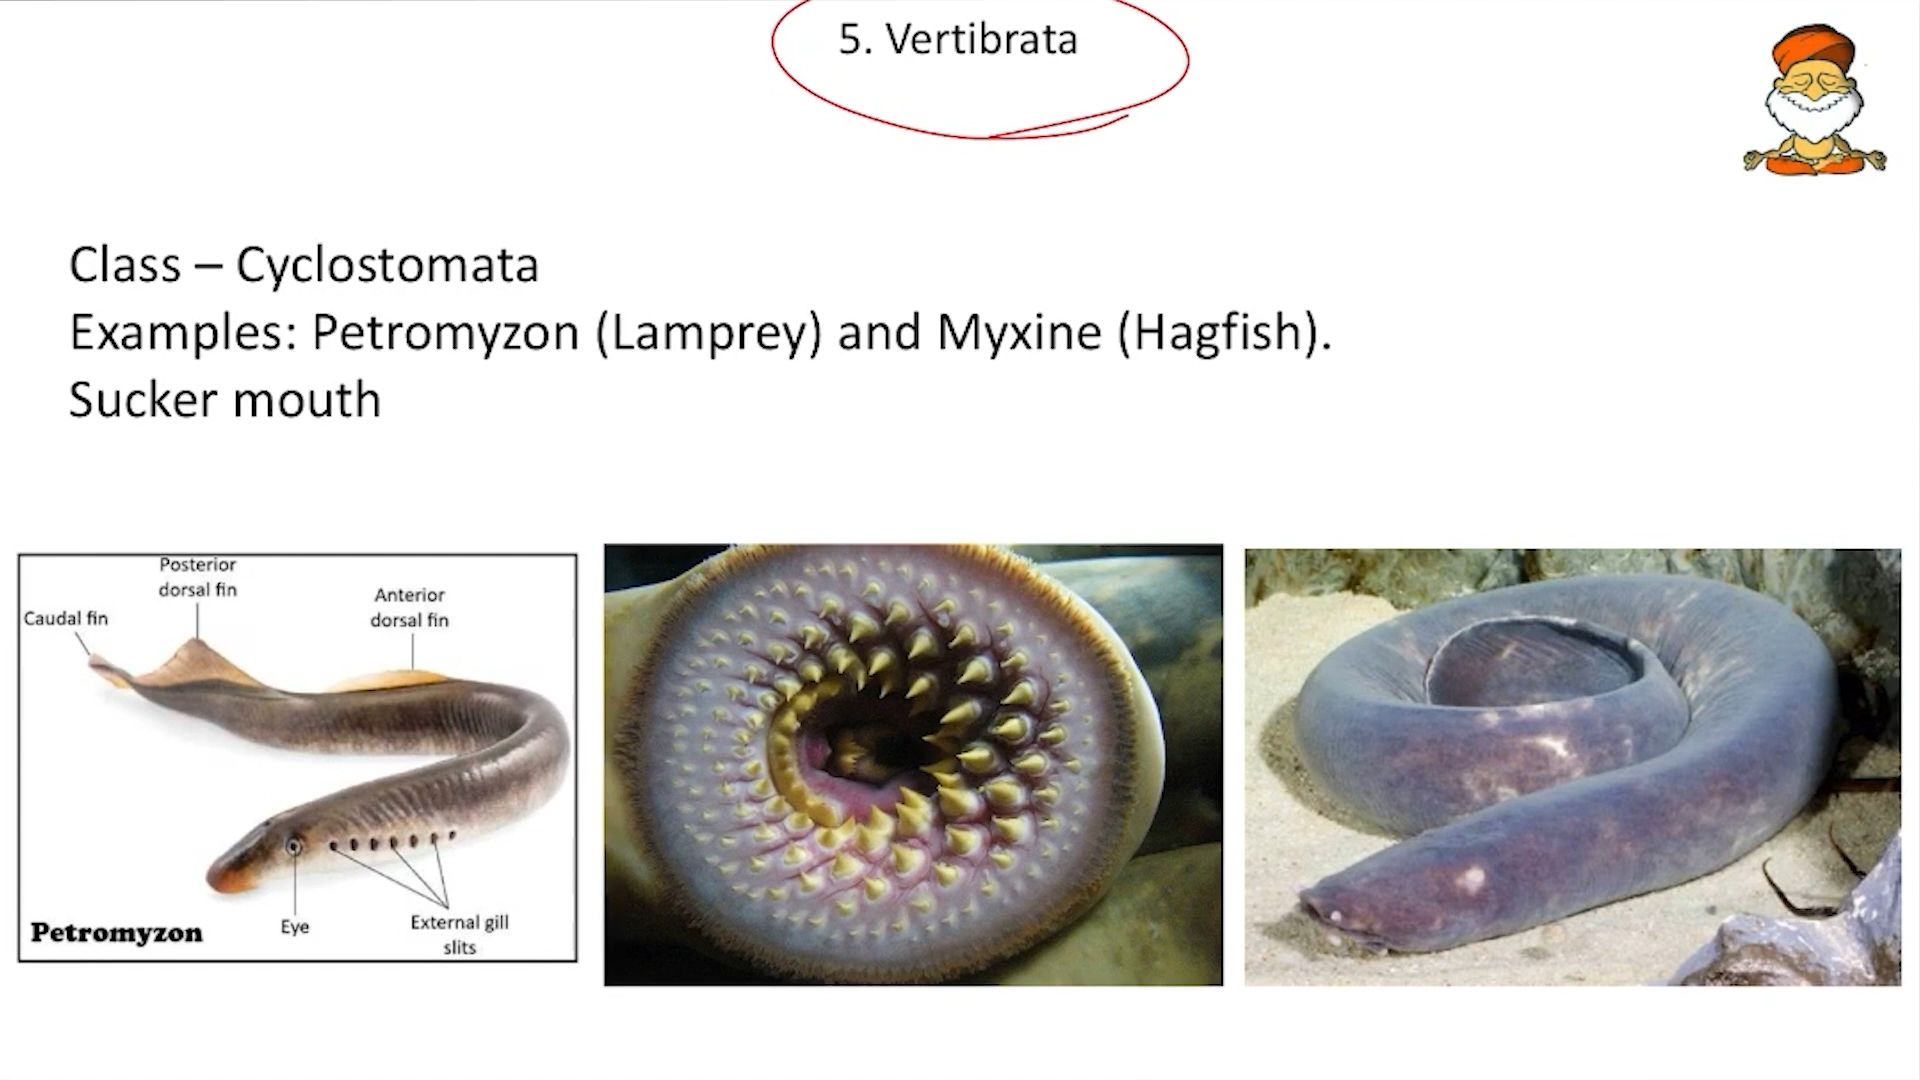 5. Vertibrata
Class – Cyclostomata
Examples: Petromyzon (Lamprey) and Myxine (Hagfish).
Sucker mouth
Posterior
dorsal fin
Caudal fin
Anterior
dorsal fin
Petromyzon
Eye
External gill
slits